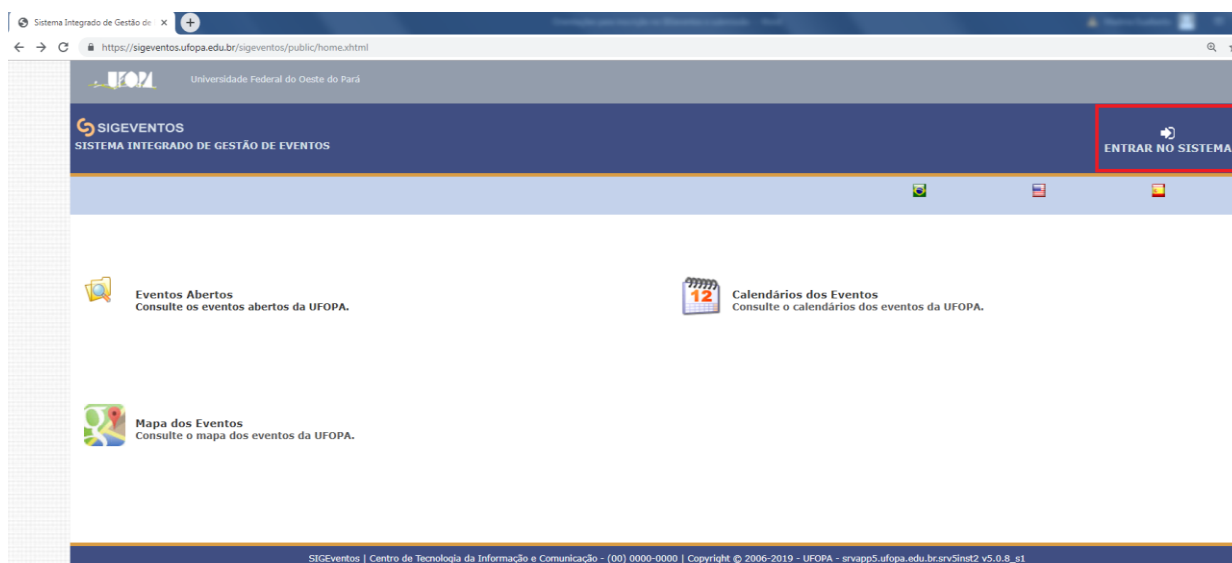 Sistema Integrado de Gestão de
https://sigeventos.ufopa.edu.br/sigeventos/public/home.xhtml
UFOPA
Universidade Federal do Oeste do Pará
SIGEVENTOS
SISTEMA INTEGRADO DE GESTÃO DE EVENTOS
ENTRAR NO SISTEMA
Eventos Abertos
Consulte os eventos abertos da UFOPA.
12
Calendários dos Eventos
Consulte o calendários dos eventos da UFOPA.
Mapa dos Eventos
Consulte o mapa dos eventos da UFOPA.
SIGEventos | Centro de Tecnologia da Informação e Comunicação - (00) 0000-0000 | Copyright © 2006-2019 - UFOPA - srvapp5.ufopa.edu.br.srv5inst2 v5.0.8_s1